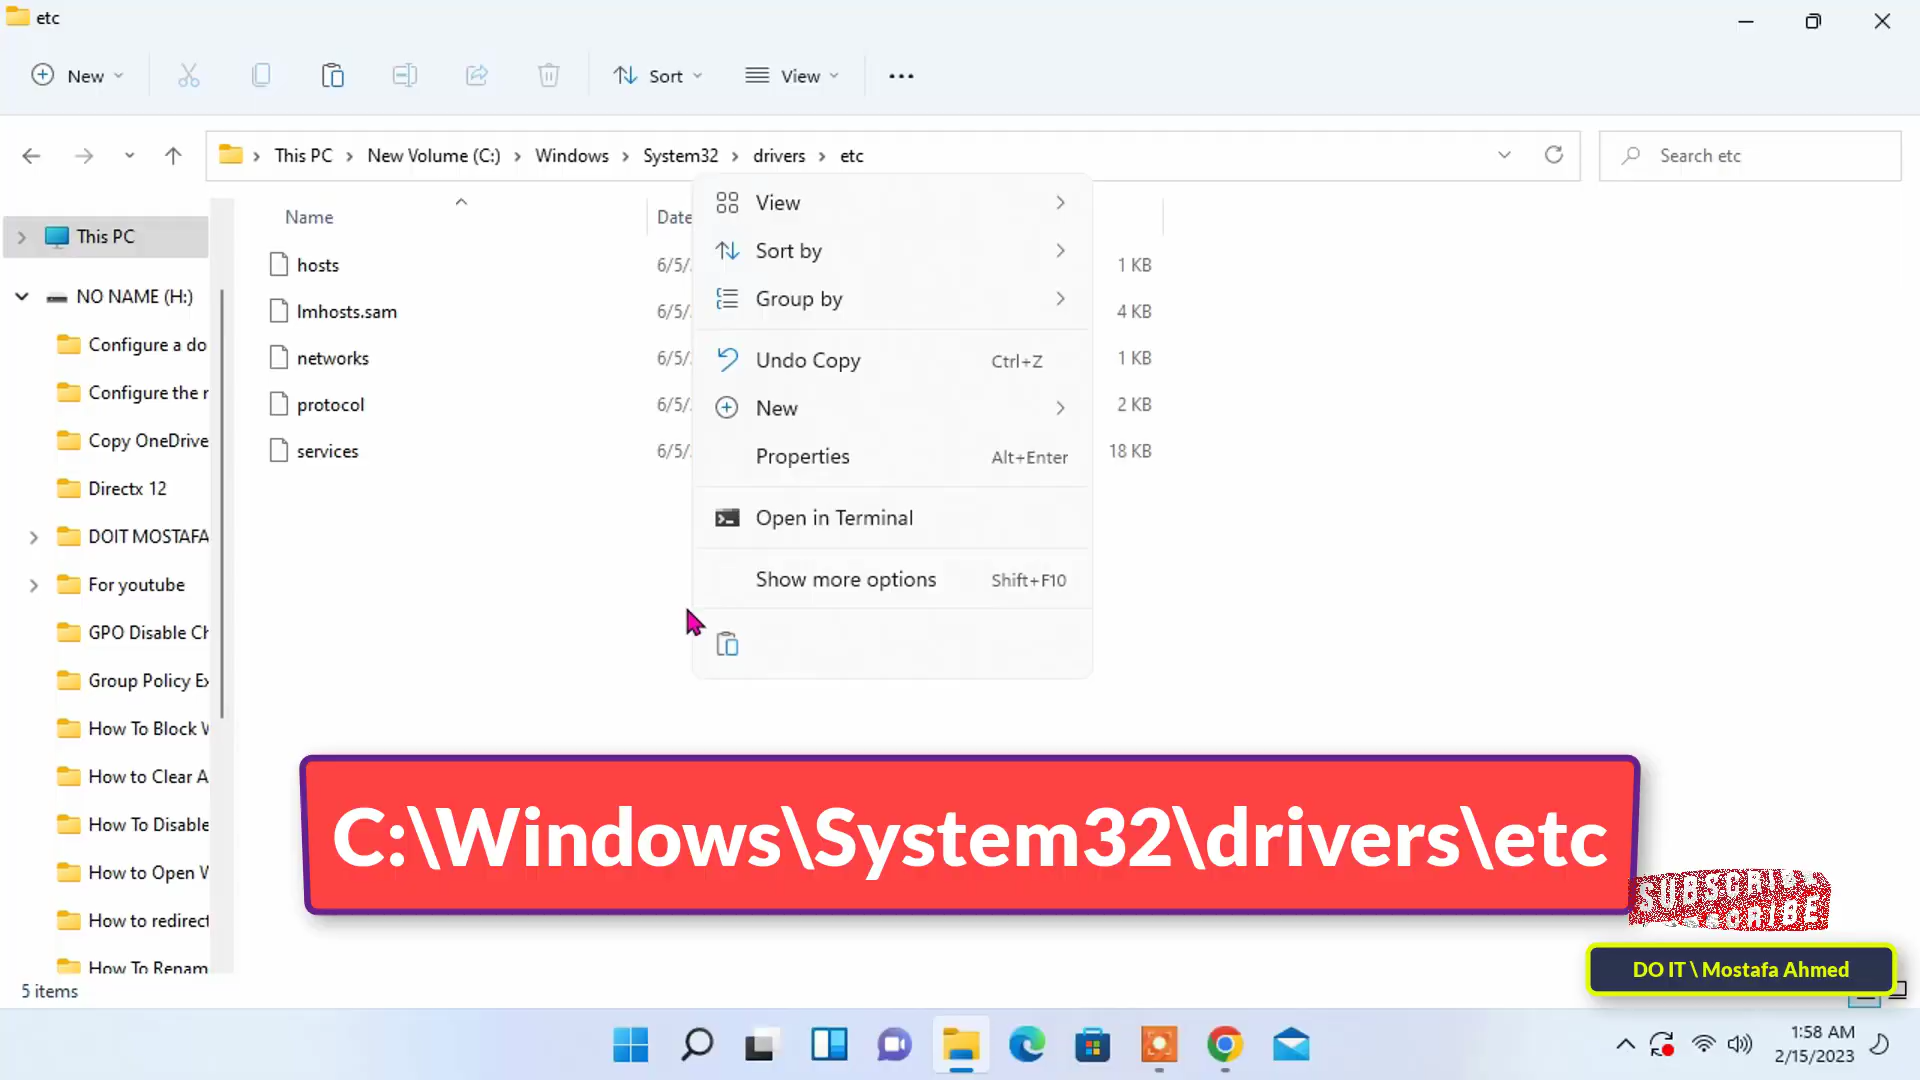 etc
New
Sort
View
This PC
New Volume (C:)
Windows
System32
drivers
etc
Search etc
Name
Date
This PC
NO NAME (H:)
Configure a do
Configure the r
Copy OneDrive
Directx 12
DOIT MOSTAFA
For youtube
GPO Disable Ch
Group Policy Ex
How To Block W
How to Clear A
How To Disable
How to Open W
How to redirect
How To Renam
hosts
6/5/
1 KB
lmhosts.sam
6/5/
4 KB
networks
6/5/
1 KB
protocol
6/5/
2 KB
services
6/5/
18 KB
View
Sort by
Group by
Undo Copy Ctrl+Z
New
Properties Alt+Enter
Open in Terminal
Show more options Shift+F10
C:\Windows\System32\drivers\etc
SUBSCRIBE
DO IT \ Mostafa Ahmed
5 items
1:58 AM
2/15/2023